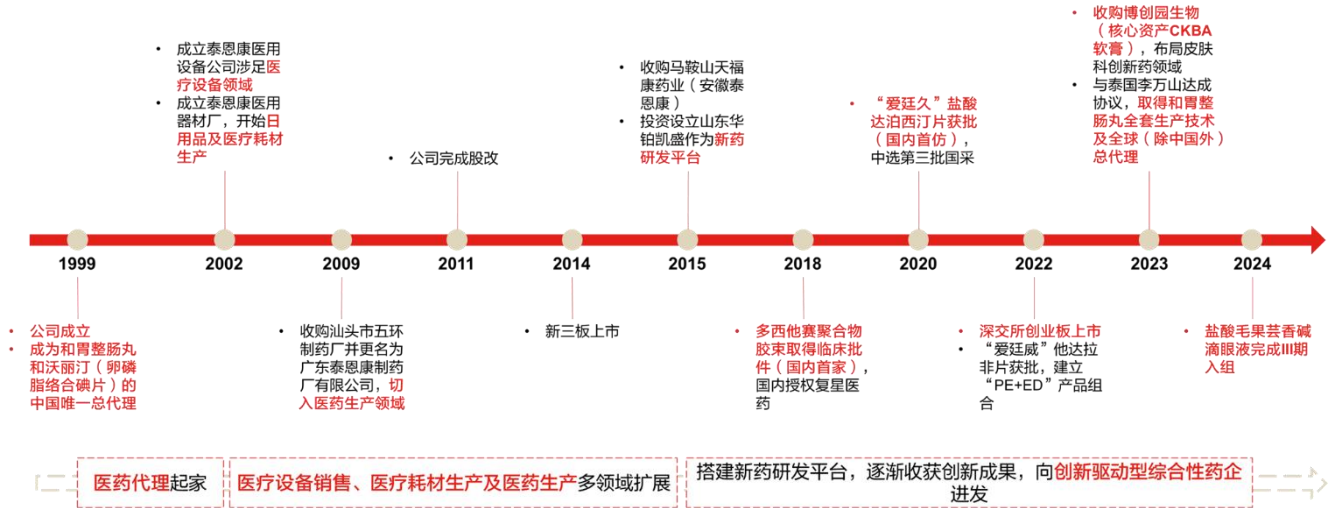 • 成立泰恩康医用
设备公司涉足医
疗设备领域
• 成立泰恩康医用
器材厂，开始日
用品及医疗耗材
生产
• 公司完成股改
• 收购马鞍山天福
康药业（安徽泰
恩康）
• 投资设立山东华
铂凯盛作为新药
研发平台
• “爱廷久”盐酸
达泊西汀片获批
（国内首仿），
中选第三批国采
• 收购博创园生物
（核心资产CKBA
软膏），布局皮肤
科创新药领域
• 与泰国李万山达成
协议，取得和胃整
肠丸全套生产技术
及全球（除中国外）
总代理
1999
2002
2009
2011
2014
2015
2018
2020
2022
2023
2024
• 公司成立
• 成为和胃整肠丸
和沃丽汀（卵磷
脂络合碘片）的
中国唯一总代理
• 收购汕头市五环
制药厂并更名为
广东泰恩康制药
厂有限公司，切
入医药生产领域
• 新三板上市
• 多西他赛聚合物
胶束取得临床批
件（国内首家），
国内授权复星医
药
• 深交所创业板上市
• “爱廷威”他达拉
非片获批，建立
“PE+ED”产品组
合
• 盐酸毛果芸香碱
滴眼液完成III期
入组
医药代理起家
医疗设备销售、医疗耗材生产及医药生产多领域扩展
搭建新药研发平台，逐渐收获创新成果，向创新驱动型综合性药企
进发